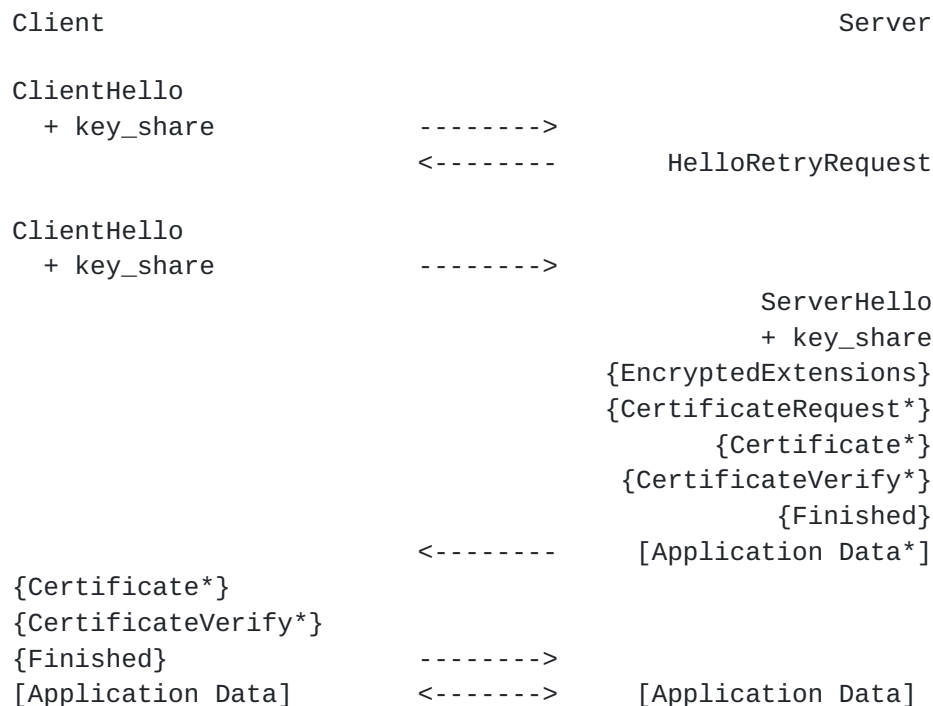 Client                                               Server

ClientHello
  + key_share             -------->
                          <--------       HelloRetryRequest

ClientHello
  + key_share             -------->
                                                ServerHello
                                                + key_share
                                      {EncryptedExtensions}
                                      {CertificateRequest*}
                                             {Certificate*}
                                       {CertificateVerify*}
                                                 {Finished}
                          <--------     [Application Data*]
{Certificate*}
{CertificateVerify*}
{Finished}                -------->
[Application Data]        <------->     [Application Data]